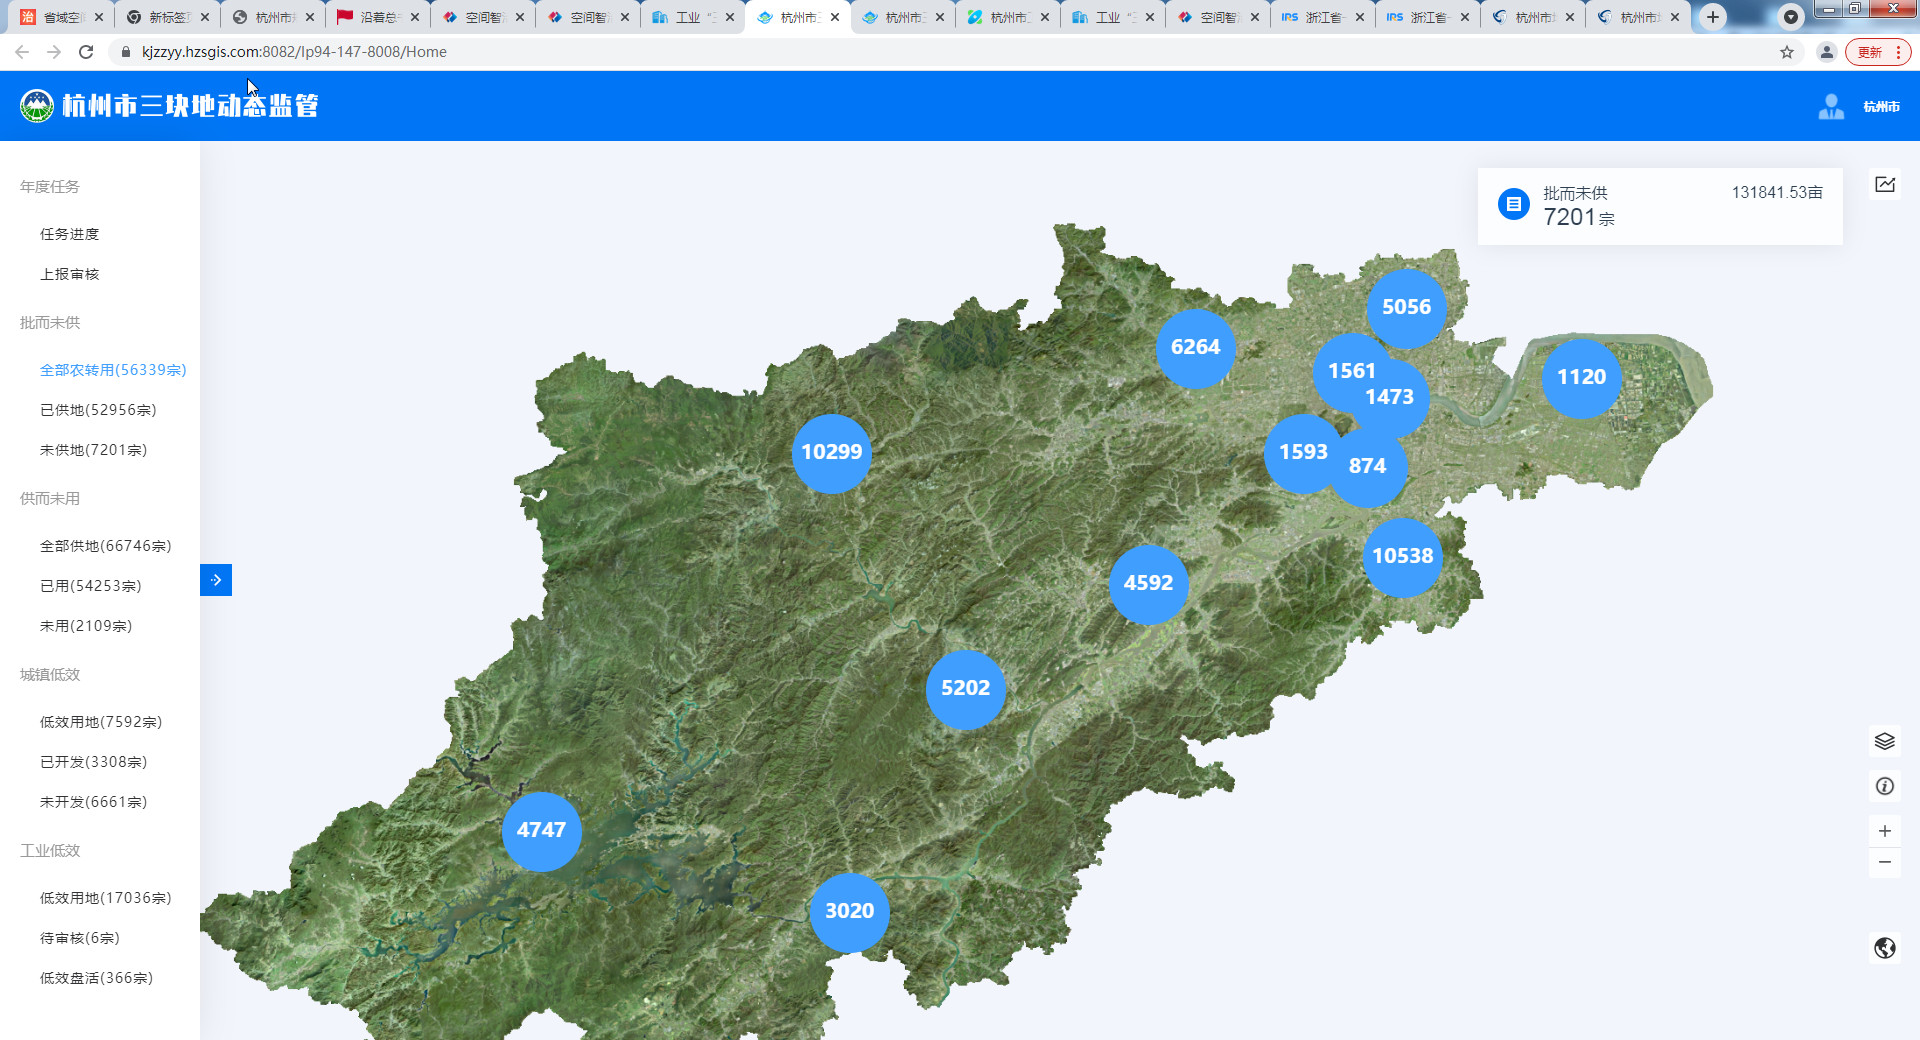 省域空
新标签
杭州市
沿着总
空间智
空间智
工业
杭州市三
杭州市三
杭州市
工业
空间智
浙江省
浙江省
杭州市
杭州市
kjzzyy.hzsgis.com:8082/Ip94-147-8008/Home
更新
杭州市三块地动态监管
杭州市
年度任务
任务进度
上报审核
批而未供
全部农转用(56339宗)
已供地(52956宗)
未供地(7201宗)
供而未用
全部供地(66746宗)
已用(54253宗)
未用(2109宗)
城镇低效
低效用地(7592宗)
已开发(3308宗)
未开发(6661宗)
工业低效
低效用地(17036宗)
待审核(6宗)
低效盘活(366宗)
批而未供
131841.53亩
7201宗
5056
6264
1561
1120
1473
10299
1593
874
10538
4592
5202
4747
3020